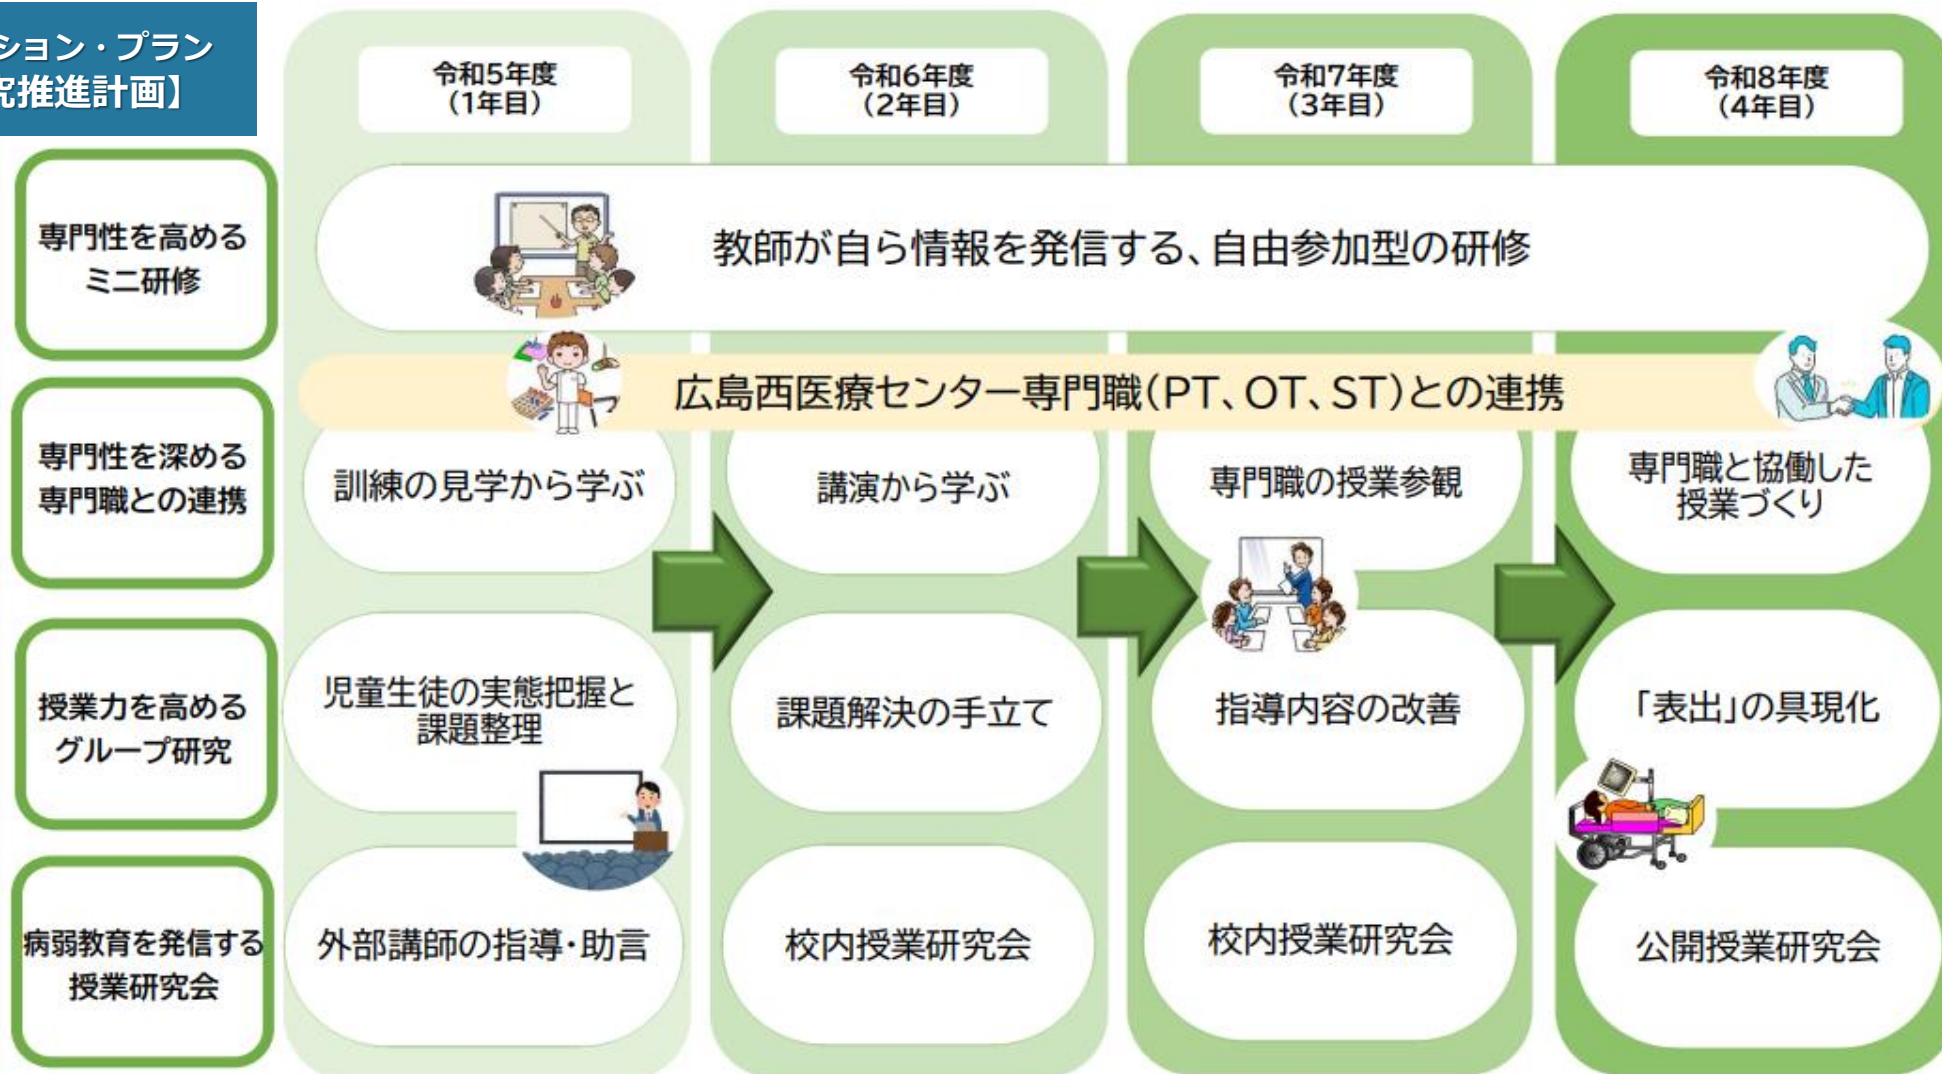 ション・プラン
究推進計画】
令和5年度
(1年目)
令和6年度
(2年目)
令和7年度
(3年目)
令和8年度
(4年目)
専門性を高める
ミニ研修
教師が自ら情報を発信する、自由参加型の研修
広島西医療センター専門職(PT、OT、ST)との連携
専門性を深める
専門職との連携
訓練の見学から学ぶ
講演から学ぶ
専門職の授業参観
専門職と協働した
授業づくり
授業力を高める
グループ研究
児童生徒の実態把握と
課題整理
課題解決の手立て
指導内容の改善
「表出」の具現化
病弱教育を発信する
授業研究会
外部講師の指導・助言
校内授業研究会
校内授業研究会
公開授業研究会